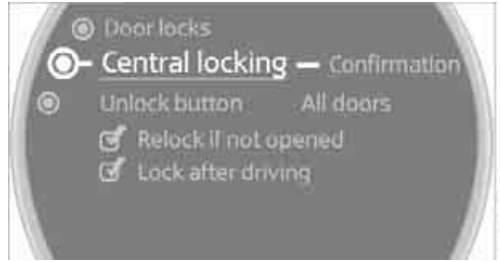 Door locks
Central locking – Confirmation
Unlock button All doors
Relock if not opened
Lock after driving